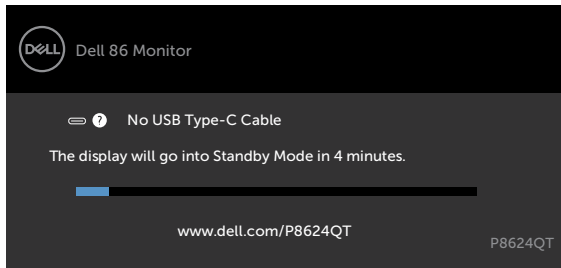 DELL
Dell 86 Monitor
? No USB Type-C Cable
The display will go into Standby Mode in 4 minutes.
www.dell.com/P8624QT
P8624QT